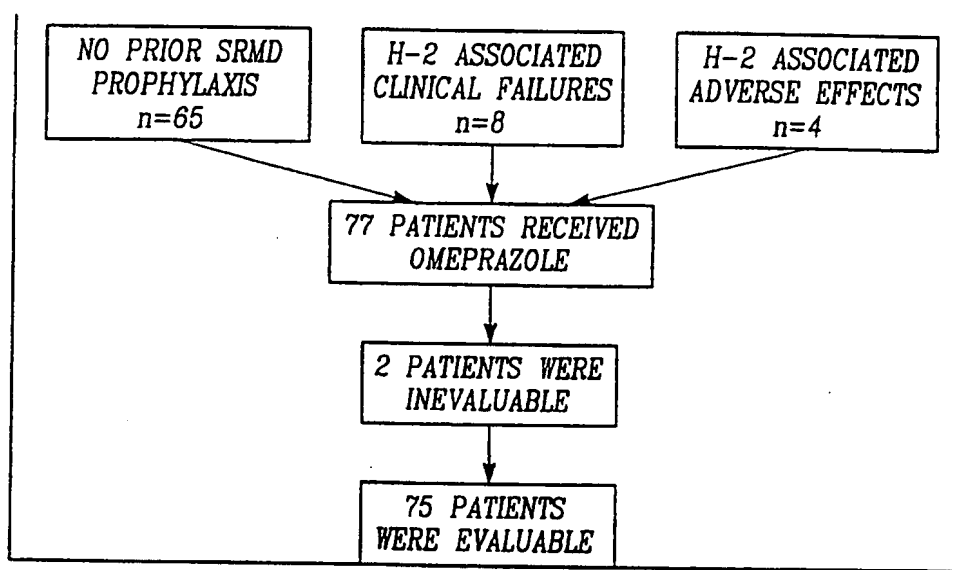 NO PRIOR SRMD
PROPHYLAXIS
n=65
H-2 ASSOCIATED
CLINICAL FAILURES
n=8
H-2 ASSOCIATED
ADVERSE EFFECTS
n=4
77 PATIENTS RECEIVED
OMEPRAZOLE
2 PATIENTS WERE
INEVALUABLE
75 PATIENTS
WERE EVALUABLE